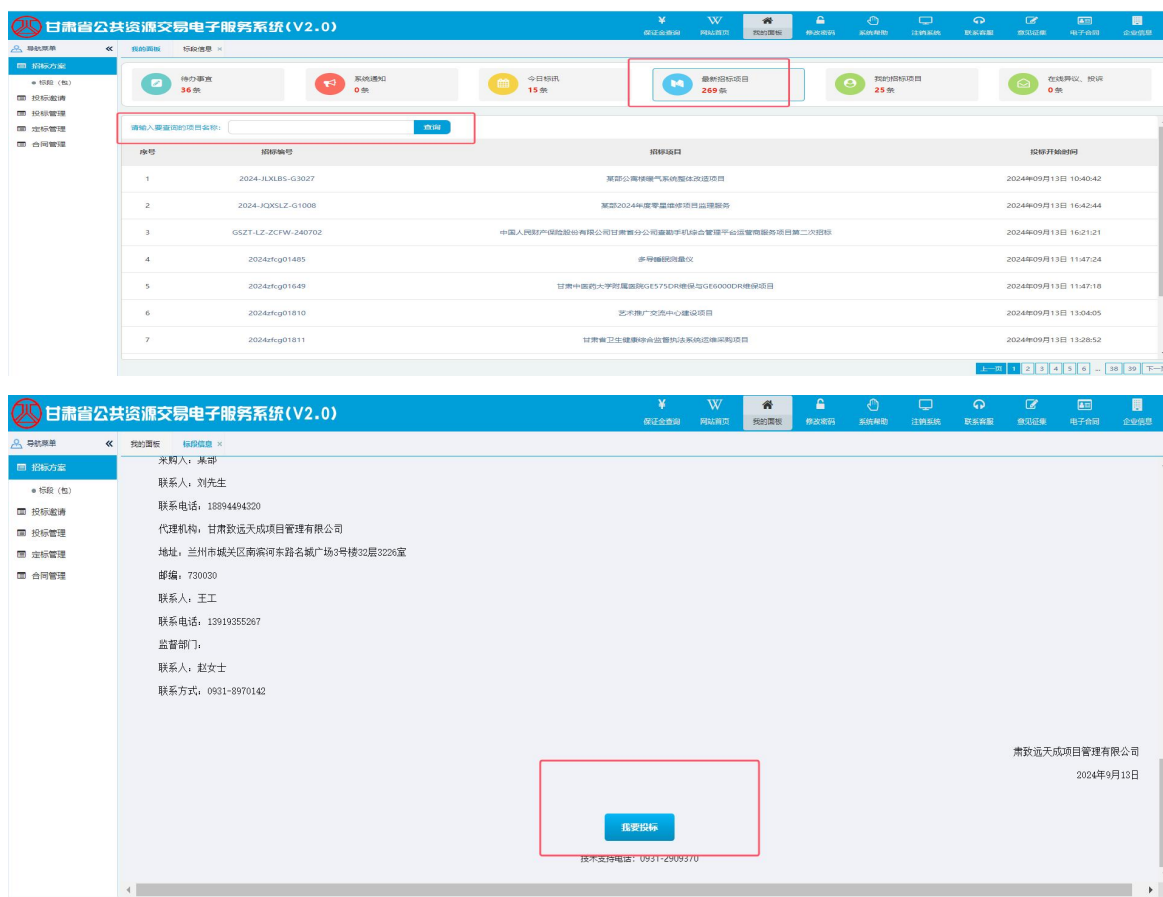 甘肃省公共资源交易电子服务系统(V2.0)
保证金查询 网站首页 我的面板 修改密码 系统帮助 注销系统 联系客服 意见征集 电子合同 企业信息
导航菜单 我的面板 标段信息 ×
招标方案
标段（包）
投标邀请
投标管理
定标管理
合同管理
待办事宜 36 条
系统通知 0 条
今日标讯 15 条
最新招标项目 269 条
我的招标项目 25 条
在线异议、投诉 0 条
请输入要查询的项目名称: 查询
序号 招标编号 招标项目 投标开始时间
1 2024-JLXLBS-G3027 某部公寓楼暖气系统整体改造项目 2024年09月13日 10:40:42
2 2024-JQXSLZ-G1008 某部2024年度零星维修项目监理服务 2024年09月13日 16:42:44
3 GSZT-LZ-ZCFW-240702 中国人民财产保险股份有限公司甘肃省分公司查勘手机综合管理平台运营商服务项目第二次招标 2024年09月13日 16:21:21
4 2024zfcg01485 多导睡眠测量仪 2024年09月13日 11:47:24
5 2024zfcg01649 甘肃中医药大学附属医院GE575DR维保与GE6000DR维保项目 2024年09月13日 11:47:18
6 2024zfcg01810 艺术推广交流中心建设项目 2024年09月13日 13:04:05
7 2024zfcg01811 甘肃省卫生健康综合监督执法系统运维采购项目 2024年09月13日 13:28:52
上一页 1 2 3 4 5 6 ... 38 39 下一
甘肃省公共资源交易电子服务系统(V2.0)
保证金查询 网站首页 我的面板 修改密码 系统帮助 注销系统 联系客服 意见征集 电子合同 企业信息
导航菜单 我的面板 标段信息 ×
招标方案
标段（包）
投标邀请
投标管理
定标管理
合同管理
采购人：某部
联系人：刘先生
联系电话：18894494320
代理机构：甘肃致远天成项目管理有限公司
地址：兰州市城关区南滨河东路名城广场3号楼32层3226室
邮编：730030
联系人：王工
联系电话：13919355267
监督部门：
联系人：赵女士
联系方式：0931-8970142
肃致远天成项目管理有限公司
2024年9月13日
我要投标
技术支持电话：0931-2909370